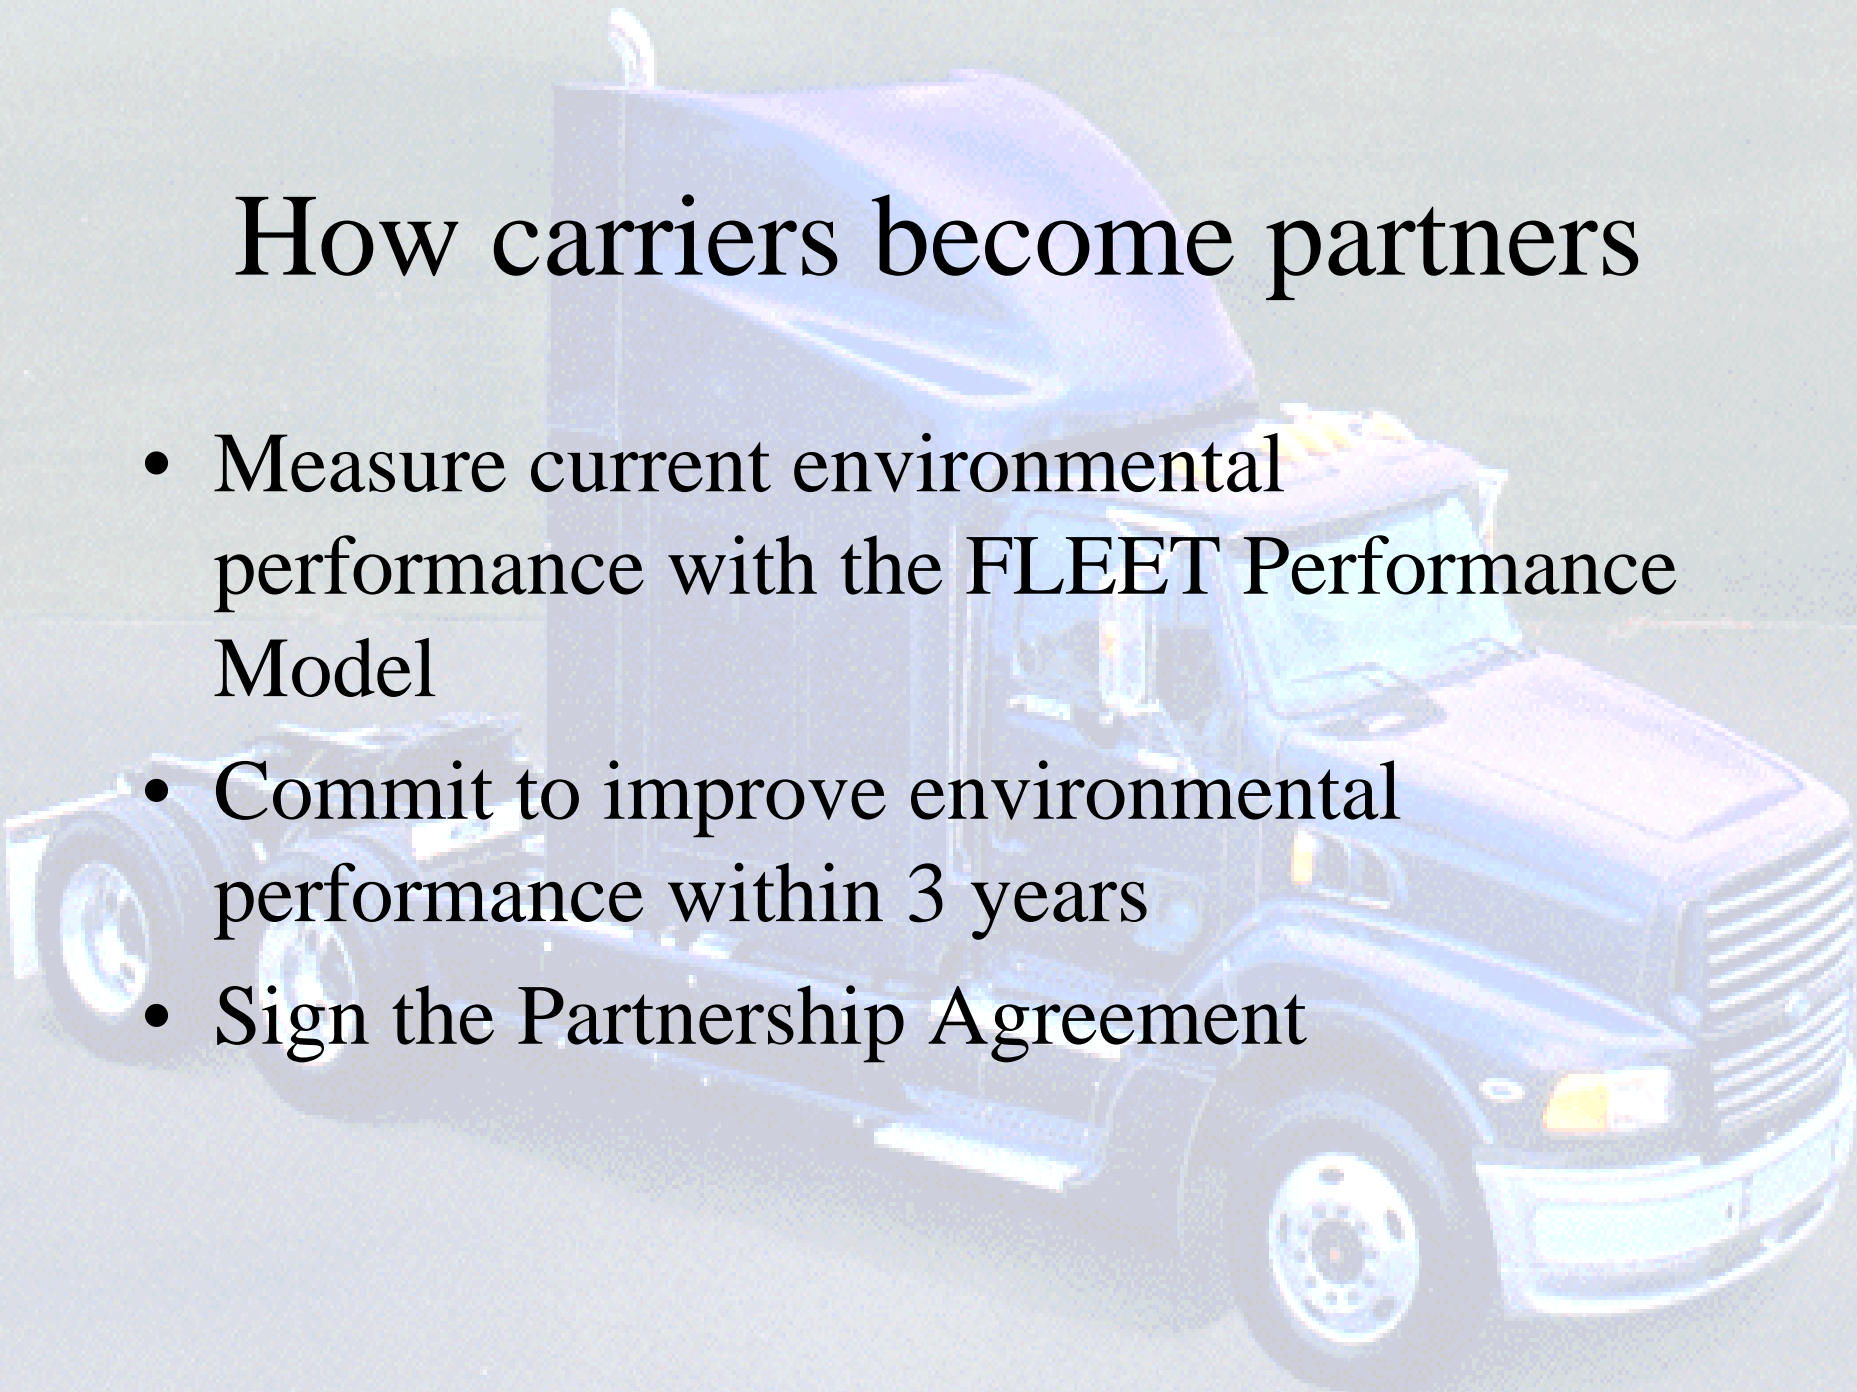 How carriers become partners
• Measure current environmental
performance with the FLEET Performance
Model
• Commit to improve environmental
performance within 3 years
• Sign the Partnership Agreement